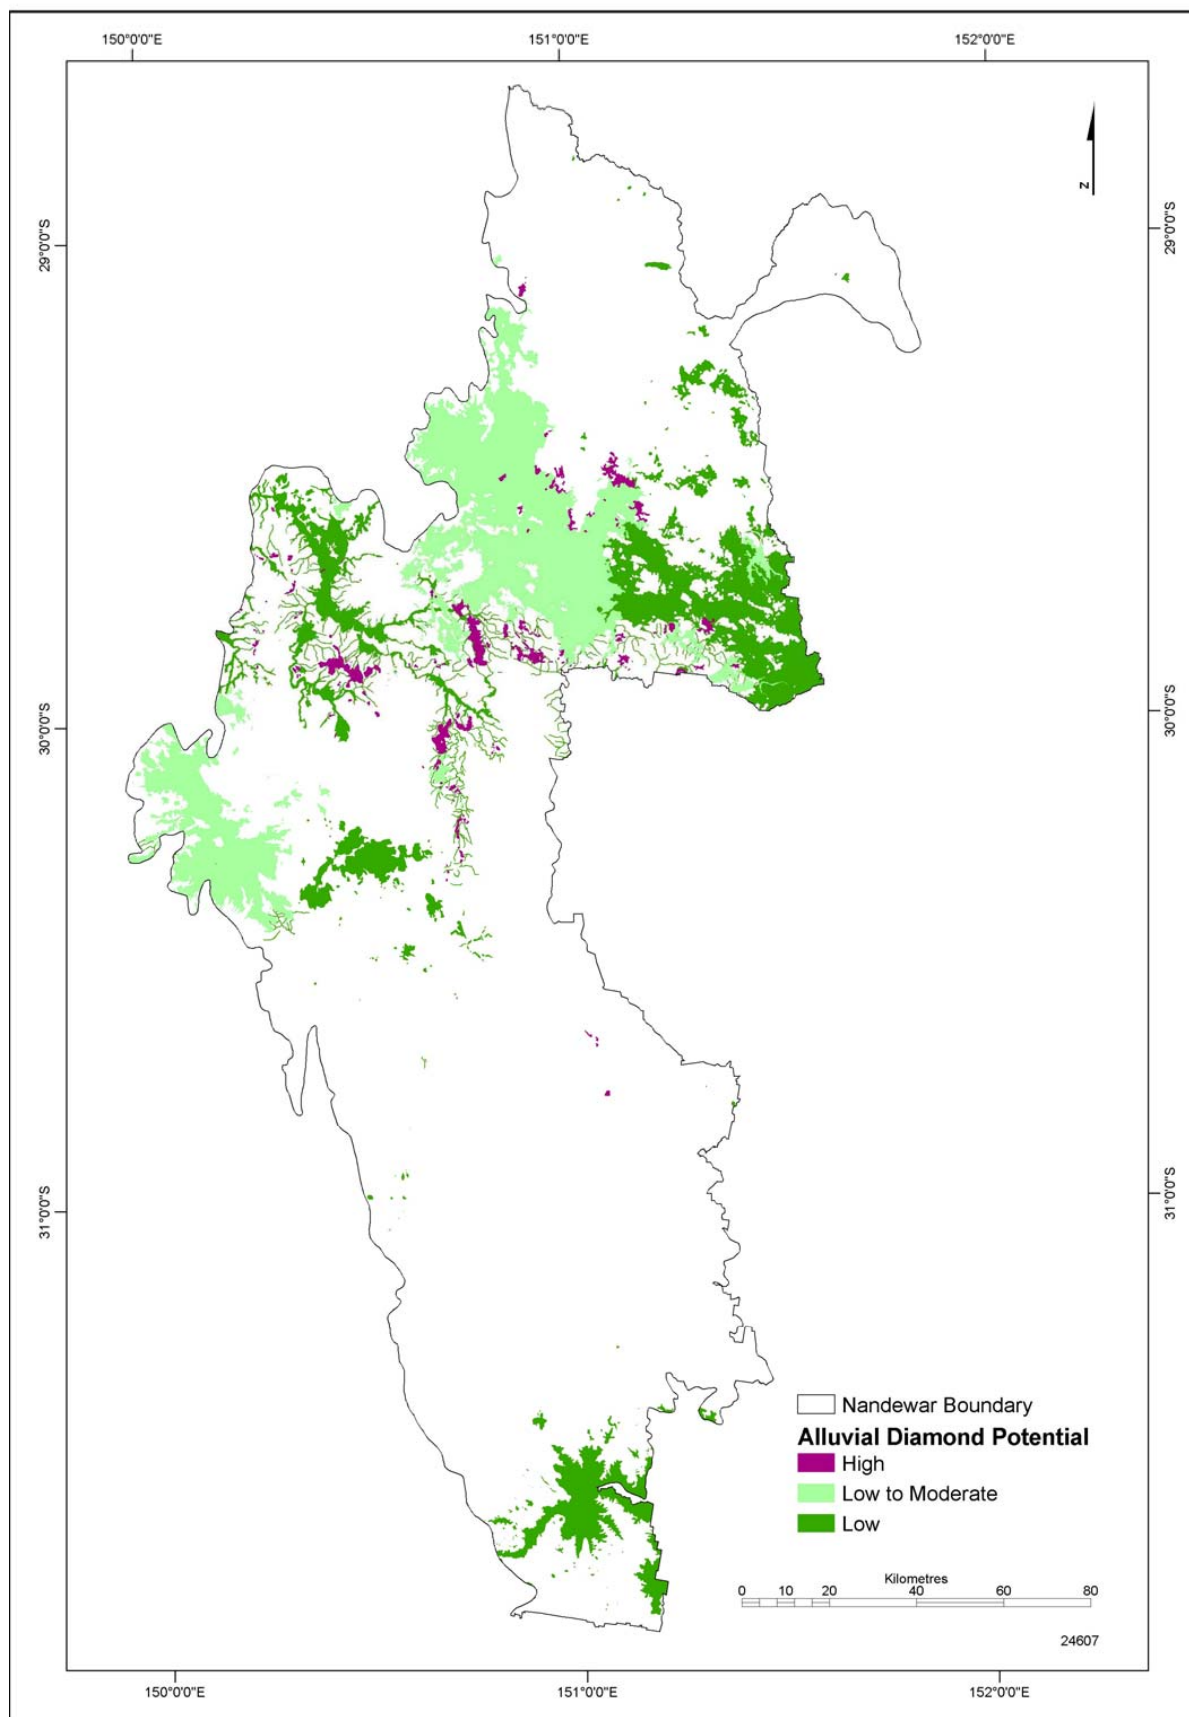 150°0'0"E 151°0'0"E 152°0'0"E
N
29°0'0"S 29°0'0"S
30°0'0"S 30°0'0"S
31°0'0"S 31°0'0"S
Nandewar Boundary
Alluvial Diamond Potential
High
Low to Moderate
Low
Kilometres
0 10 20 40 60 80
24607
150°0'0"E 151°0'0"E 152°0'0"E